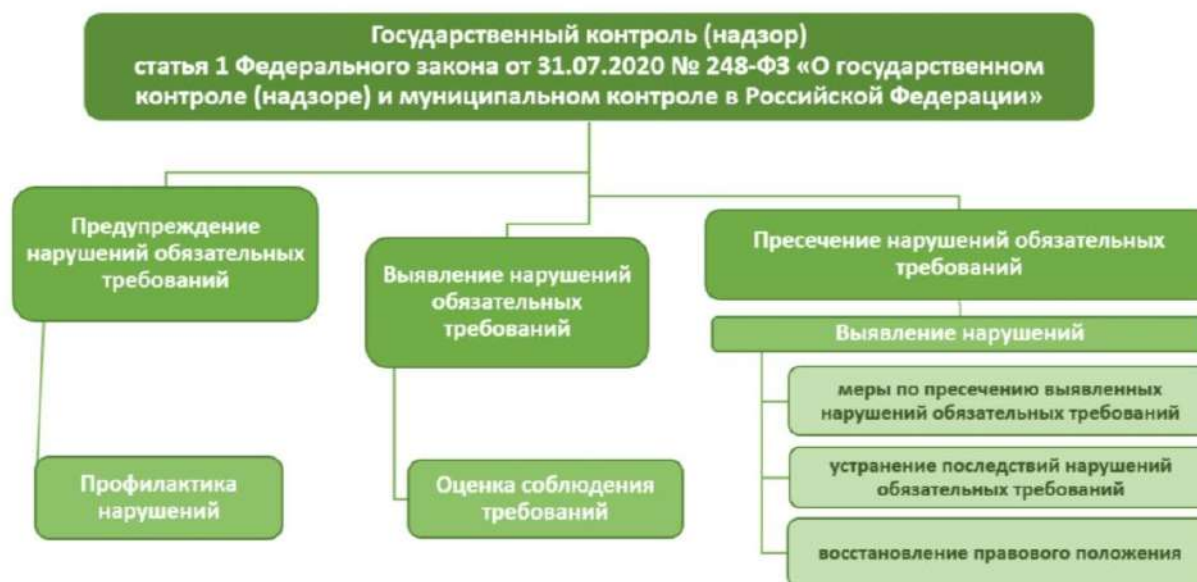 Государственный контроль (надзор)
статья 1 Федерального закона от 31.07.2020 № 248-ФЗ «О государственном
контроле (надзоре) и муниципальном контроле в Российской Федерации»
Предупреждение
нарушений обязательных
требований
Профилактика
нарушений
Выявление нарушений
обязательных
требований
Оценка соблюдения
требований
Пресечение нарушений обязательных
требований
Выявление нарушений
меры по пресечению выявленных
нарушений обязательных требований
устранение последствий нарушений
обязательных требований
восстановление правового положения